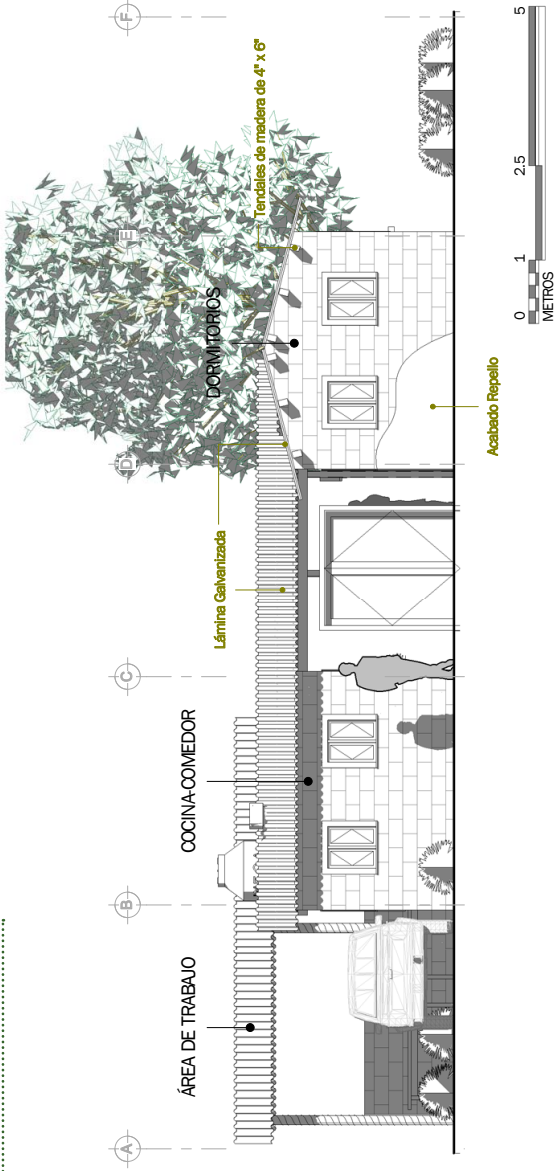 A
B
C
D
E
F
ÁREA DE TRABAJO
COCINA-COMEDOR
DORMITORIOS
Lámina Galvanizada
Tendales de madera de 4" x 6"
Acabado Repello
0 1 2.5 5
METROS